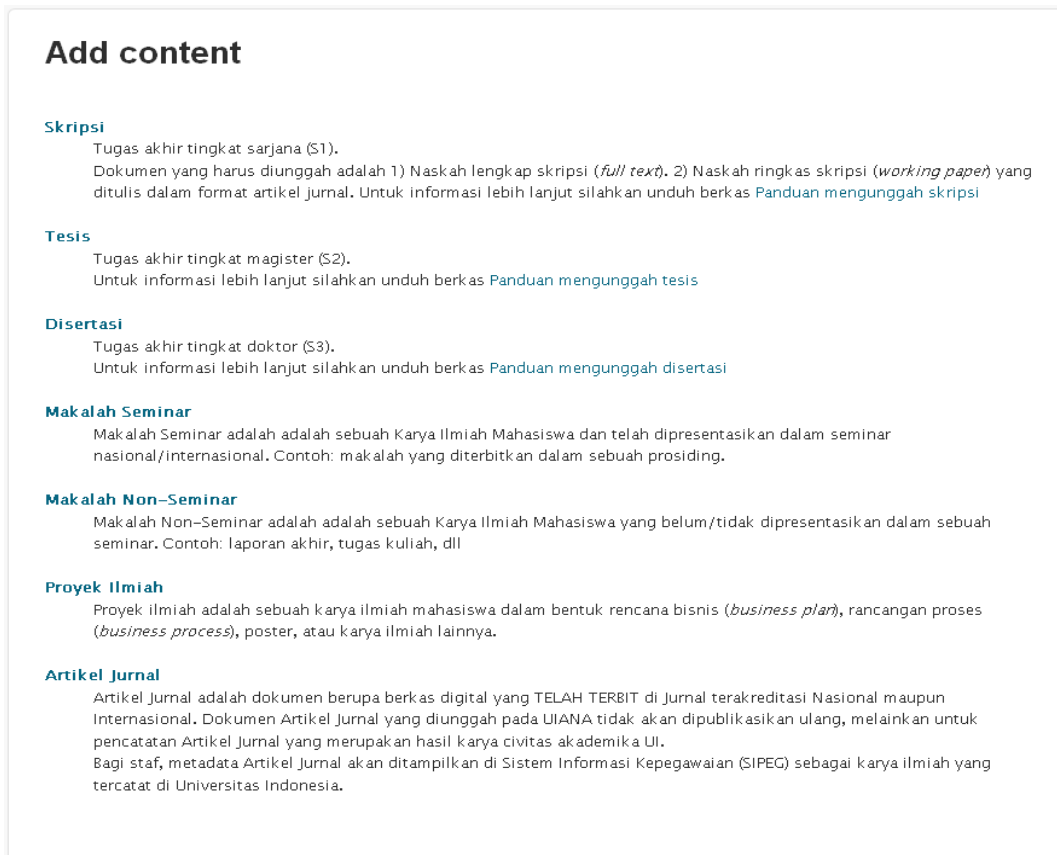 Add content
Skripsi
Tugas akhir tingkat sarjana (S1).
Dokumen yang harus diunggah adalah 1) Naskah lengkap skripsi (full text). 2) Naskah ringkas skripsi (working paper) yang
ditulis dalam format artikel jurnal. Untuk informasi lebih lanjut silahkan unduh berkas Panduan mengunggah skripsi
Tesis
Tugas akhir tingkat magister (S2).
Untuk informasi lebih lanjut silahkan unduh berkas Panduan mengunggah tesis
Disertasi
Tugas akhir tingkat doktor (S3).
Untuk informasi lebih lanjut silahkan unduh berkas Panduan mengunggah disertasi
Makalah Seminar
Makalah Seminar adalah adalah sebuah Karya Ilmiah Mahasiswa dan telah dipresentasikan dalam seminar
nasional/internasional. Contoh: makalah yang diterbitkan dalam sebuah prosiding.
Makalah Non-Seminar
Makalah Non-Seminar adalah adalah sebuah Karya Ilmiah Mahasiswa yang belum/tidak dipresentasikan dalam sebuah
seminar. Contoh: laporan akhir, tugas kuliah, dll
Proyek Ilmiah
Proyek ilmiah adalah sebuah karya ilmiah mahasiswa dalam bentuk rencana bisnis (business plan), rancangan proses
(business process), poster, atau karya ilmiah lainnya.
Artikel Jurnal
Artikel Jurnal adalah dokumen berupa berkas digital yang TELAH TERBIT di Jurnal terakreditasi Nasional maupun
Internasional. Dokumen Artikel Jurnal yang diunggah pada UIANA tidak akan dipublikasikan ulang, melainkan untuk
pencatatan Artikel Jurnal yang merupakan hasil karya civitas akademika UI.
Bagi staf, metadata Artikel Jurnal akan ditampilkan di Sistem Informasi Kepegawaian (SIPEG) sebagai karya ilmiah yang
tercatat di Universitas Indonesia.